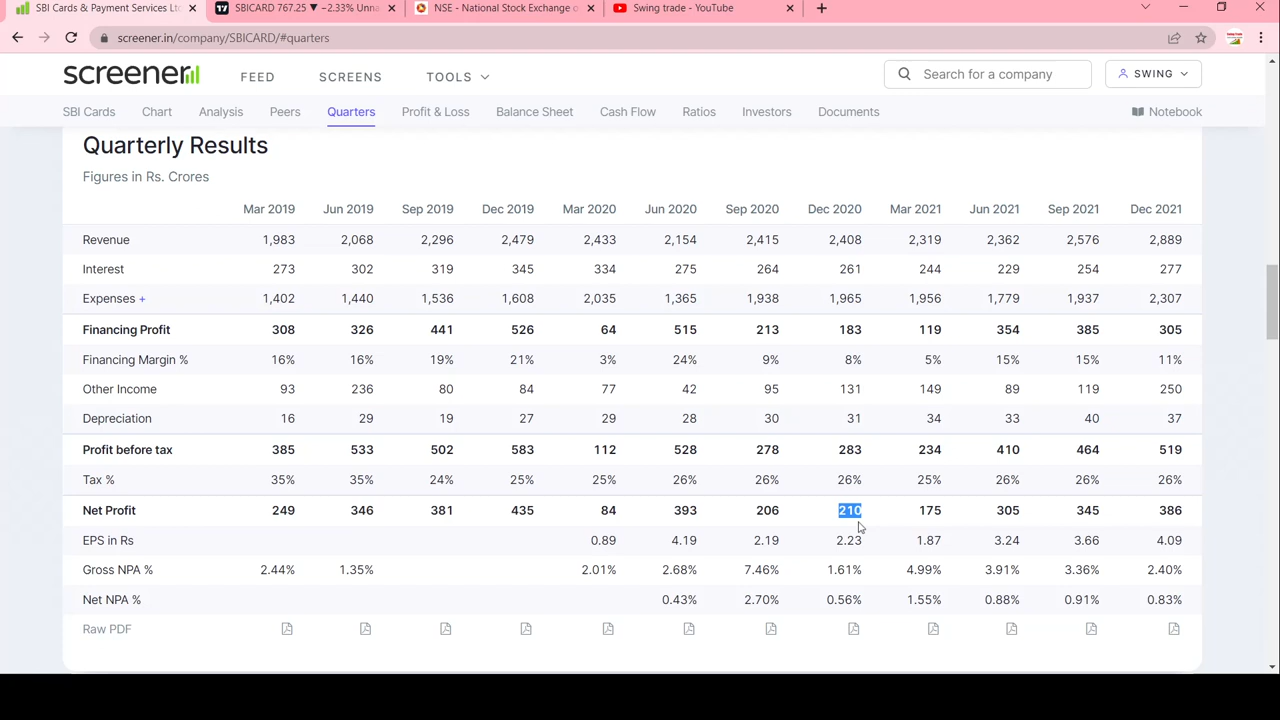 SBI Cards & Payment Services Lt
SBICARD 767.25 ▼ −2.33% Unna
NSE - National Stock Exchange o
Swing trade - YouTube
screener.in/company/SBICARD/#quarters
screener
FEED
SCREENS
TOOLS
Search for a company
SWING
SBI Cards
Chart
Analysis
Peers
Quarters
Profit & Loss
Balance Sheet
Cash Flow
Ratios
Investors
Documents
Notebook
Quarterly Results
Figures in Rs. Crores
Mar 2019 Jun 2019 Sep 2019 Dec 2019 Mar 2020 Jun 2020 Sep 2020 Dec 2020 Mar 2021 Jun 2021 Sep 2021 Dec 2021
Revenue 1,983 2,068 2,296 2,479 2,433 2,154 2,415 2,408 2,319 2,362 2,576 2,889
Interest 273 302 319 345 334 275 264 261 244 229 254 277
Expenses + 1,402 1,440 1,536 1,608 2,035 1,365 1,938 1,965 1,956 1,779 1,937 2,307
Financing Profit 308 326 441 526 64 515 213 183 119 354 385 305
Financing Margin % 16% 16% 19% 21% 3% 24% 9% 8% 5% 15% 15% 11%
Other Income 93 236 80 84 77 42 95 131 149 89 119 250
Depreciation 16 29 19 27 29 28 30 31 34 33 40 37
Profit before tax 385 533 502 583 112 528 278 283 234 410 464 519
Tax % 35% 35% 24% 25% 25% 26% 26% 26% 25% 26% 26% 26%
Net Profit 249 346 381 435 84 393 206 210 175 305 345 386
EPS in Rs 0.89 4.19 2.19 2.23 1.87 3.24 3.66 4.09
Gross NPA % 2.44% 1.35% 2.01% 2.68% 7.46% 1.61% 4.99% 3.91% 3.36% 2.40%
Net NPA % 0.43% 2.70% 0.56% 1.55% 0.88% 0.91% 0.83%
Raw PDF